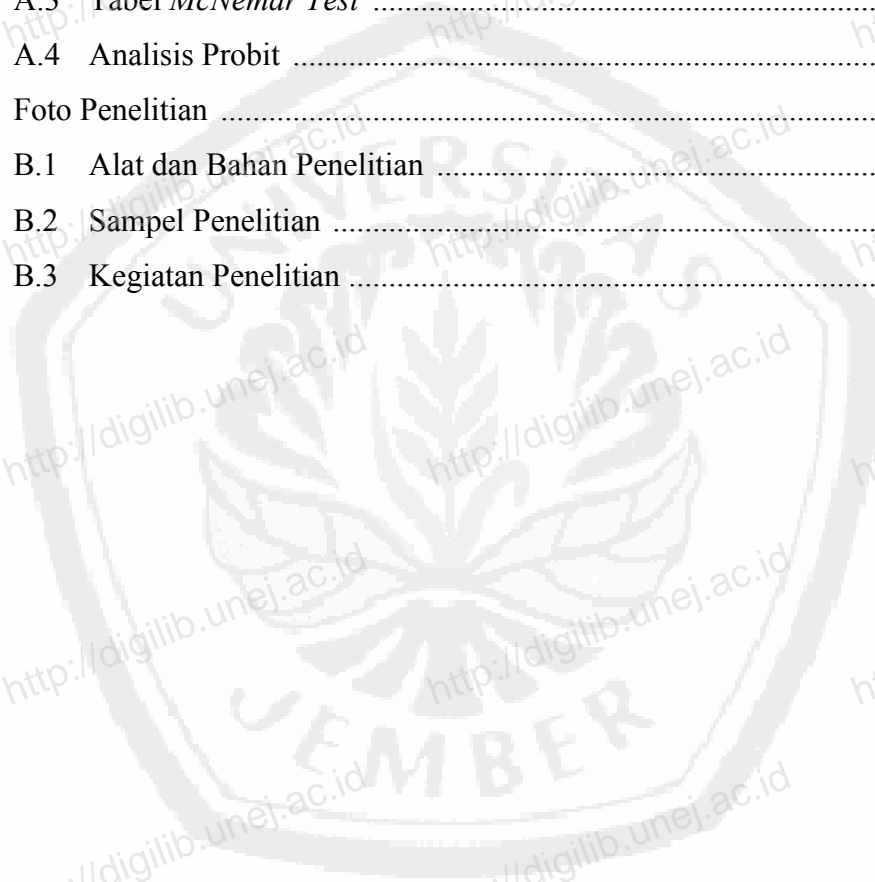 A.3 Tabel McNemar Test ..........................................................
A.4 Analisis Probit ..........................................................
Foto Penelitian ..........................................................
B.1 Alat dan Bahan Penelitian ..........................................................
B.2 Sampel Penelitian ..........................................................
B.3 Kegiatan Penelitian ..........................................................
UNIVERSITAS
JEMBER
http://digilib.unej.ac.id
http://digilib.unej.ac.id
http://digilib.unej.ac.id
http://digilib.unej.ac.id
http://digilib.unej.ac.id
http://digilib.unej.ac.id